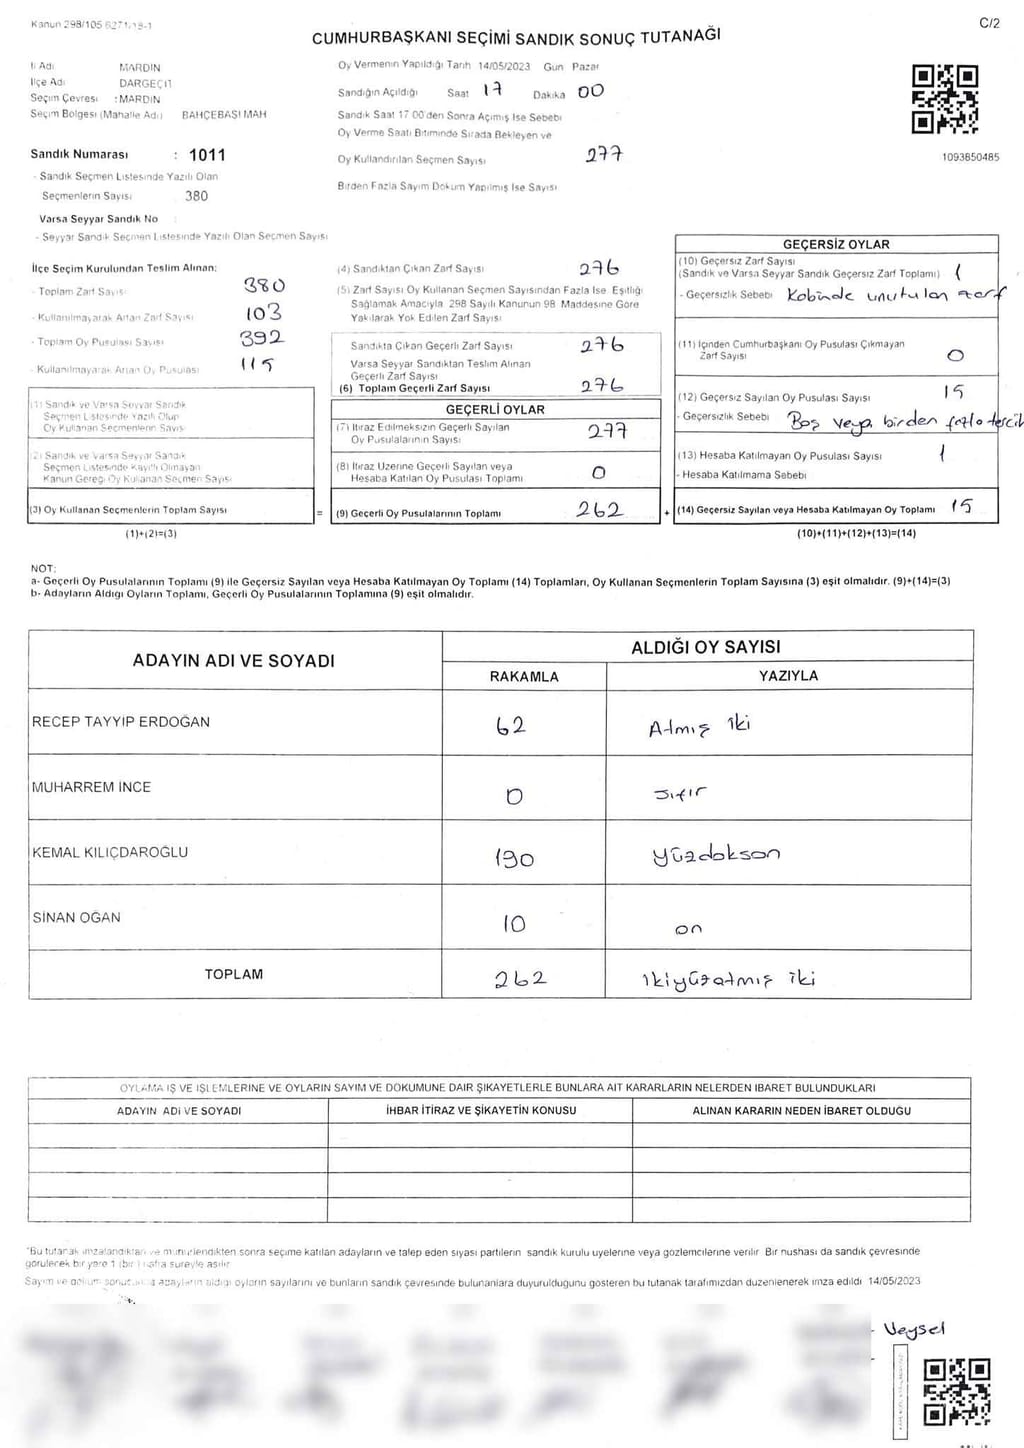 Kanun 298/105 6271/18-1
C/2
CUMHURBAŞKANI SEÇİMİ SANDIK SONUÇ TUTANAĞI
İl Adı MARDİN
İlçe Adı DARGEÇİT
Seçim Çevresi : MARDİN
Seçim Bölgesi (Mahalle Adı) BAHÇEBAŞI MAH
Sandık Numarası : 1011
- Sandık Seçmen Listesinde Yazılı Olan
Seçmenlerin Sayısı 380
Varsa Seyyar Sandık No :
- Seyyar Sandık Seçmen Listesinde Yazılı Olan Seçmen Sayısı
Oy Vermenin Yapıldığı Tarih 14/05/2023 Gün Pazar
Sandığın Açıldığı Saat 17 Dakika 00
Sandık Saat 17 00'den Sonra Açımış İse Sebebi
Oy Verme Saati Bitiminde Sırada Bekleyen ve
Oy Kullandırılan Seçmen Sayısı 277
Birden Fazla Sayım Döküm Yapılmış İse Sayısı
1093850485
İlçe Seçim Kurulundan Teslim Alınan:
- Toplam Zarf Sayısı 380
- Kullanılmayarak Artan Zarf Sayısı 103
- Toplam Oy Pusulası Sayısı 392
- Kullanılmayarak Artan Oy Pusulası 115
(1) Sandık ve Varsa Seyyar Sandık
Seçmen Listesinde Yazılı Olup
Oy Kullanan Seçmenlerin Sayısı
(2) Sandık ve Varsa Seyyar Sandık
Seçmen Listesinde Kayıtlı Olmayan
Kanun Gereği Oy Kullanan Seçmen Sayısı
(3) Oy Kullanan Seçmenlerin Toplam Sayısı =
(1)+(2)=(3)
(4) Sandıktan Çıkan Zarf Sayısı 276
(5) Zarf Sayısı Oy Kullanan Seçmen Sayısından Fazla İse Eşitliği
Sağlamak Amacıyla 298 Sayılı Kanunun 98 Maddesine Göre
Yakılarak Yok Edilen Zarf Sayısı
Sandıkta Çıkan Geçerli Zarf Sayısı 276
Varsa Seyyar Sandıktan Teslim Alınan
Geçerli Zarf Sayısı
(6) Toplam Geçerli Zarf Sayısı 276
GEÇERLİ OYLAR
(7) İtiraz Edilmeksizin Geçerli Sayılan
Oy Pusulalarının Sayısı 277
(8) İtiraz Üzerine Geçerli Sayılan veya
Hesaba Katılan Oy Pusulası Toplamı 0
(9) Geçerli Oy Pusulalarının Toplamı 262 +
GEÇERSİZ OYLAR
(10) Geçersiz Zarf Sayısı
(Sandık ve Varsa Seyyar Sandık Geçersiz Zarf Toplamı) 1
- Geçersizlik Sebebi Kabinde unutulan zarf
(11) İçinden Cumhurbaşkanı Oy Pusulası Çıkmayan
Zarf Sayısı 0
(12) Geçersiz Sayılan Oy Pusulası Sayısı 15
- Geçersizlik Sebebi Boş veya birden fazla tercih
(13) Hesaba Katılmayan Oy Pusulası Sayısı 1
- Hesaba Katılmama Sebebi
(14) Geçersiz Sayılan veya Hesaba Katılmayan Oy Toplamı 15
(10)+(11)+(12)+(13)=(14)
NOT:
a- Geçerli Oy Pusulalarının Toplamı (9) ile Geçersiz Sayılan veya Hesaba Katılmayan Oy Toplamı (14) Toplamları, Oy Kullanan Seçmenlerin Toplam Sayısına (3) eşit olmalıdır. (9)+(14)=(3)
b- Adayların Aldığı Oyların Toplamı, Geçerli Oy Pusulalarının Toplamına (9) eşit olmalıdır.
ADAYIN ADI VE SOYADI ALDIĞI OY SAYISI
RAKAMLA YAZIYLA
RECEP TAYYİP ERDOĞAN 62 Atmış iki
MUHARREM İNCE 0 sıfır
KEMAL KILIÇDAROĞLU 190 yüzdoksan
SİNAN OĞAN 10 on
TOPLAM 262 ikiyüzatmış iki
OYLAMA İŞ VE İŞLEMLERİNE VE OYLARIN SAYIM VE DÖKÜMÜNE DAİR ŞİKAYETLERLE BUNLARA AİT KARARLARIN NELERDEN İBARET BULUNDUKLARI
ADAYIN ADI VE SOYADI İHBAR İTİRAZ VE ŞİKAYETİN KONUSU ALINAN KARARIN NEDEN İBARET OLDUĞU
*Bu tutanak imzalandıktan ve mühürlendikten sonra seçime katılan adayların ve talep eden siyasi partilerin sandık kurulu üyelerine veya gözlemcilerine verilir Bir nushası da sandık çevresinde
görülecek bir yere 1 (bir) hafta süreyle asılır
Sayım ve döküm sonucunda adayların aldığı oyların sayılarını ve bunların sandık çevresinde bulunanlara duyurulduğunu gösteren bu tutanak tarafımızdan düzenlenerek imza edildi 14/05/2023
Veysel